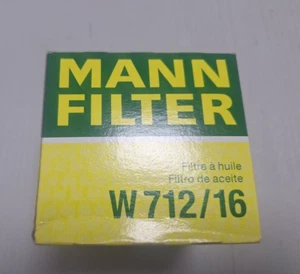 MANN
FILTER
Filtre à huile
Filtro de aceite
W 712/16